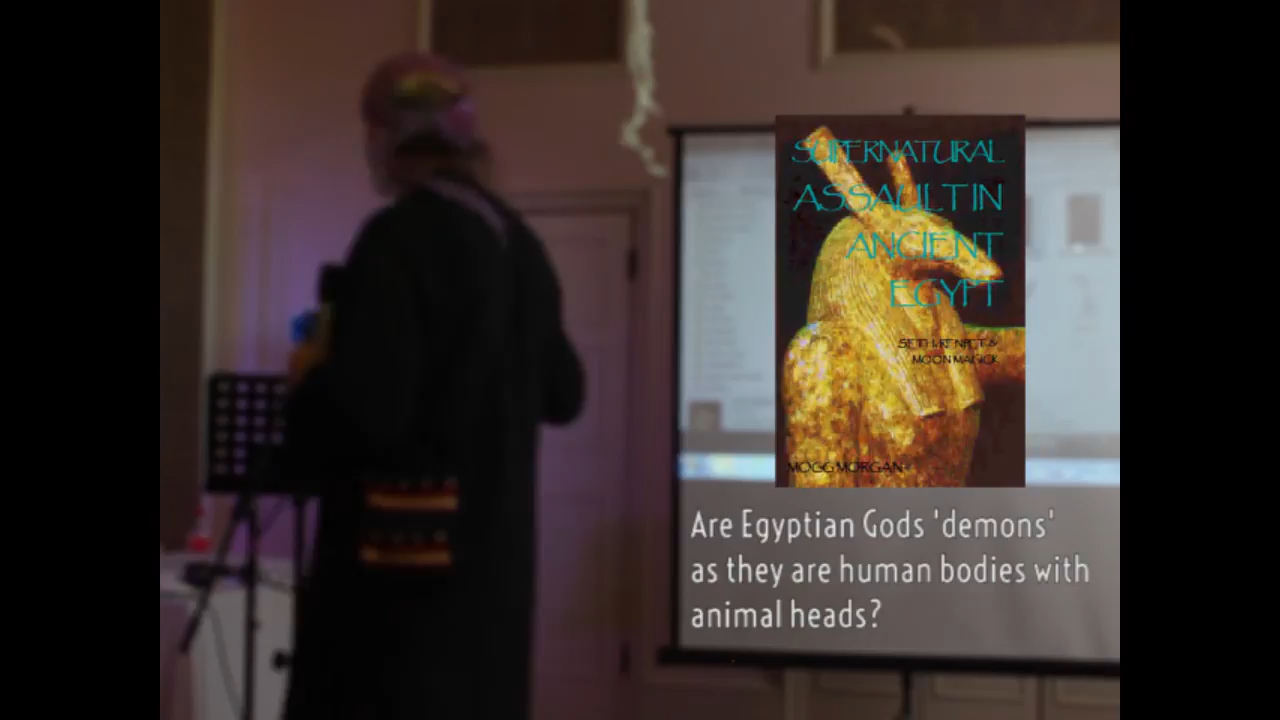 SUPERNATURAL
ASSAULT IN
ANCIENT
EGYPT
SETH, RENPET &
MOON MAGICK
MOGG MORGAN
Are Egyptian Gods 'demons'
as they are human bodies with
animal heads?